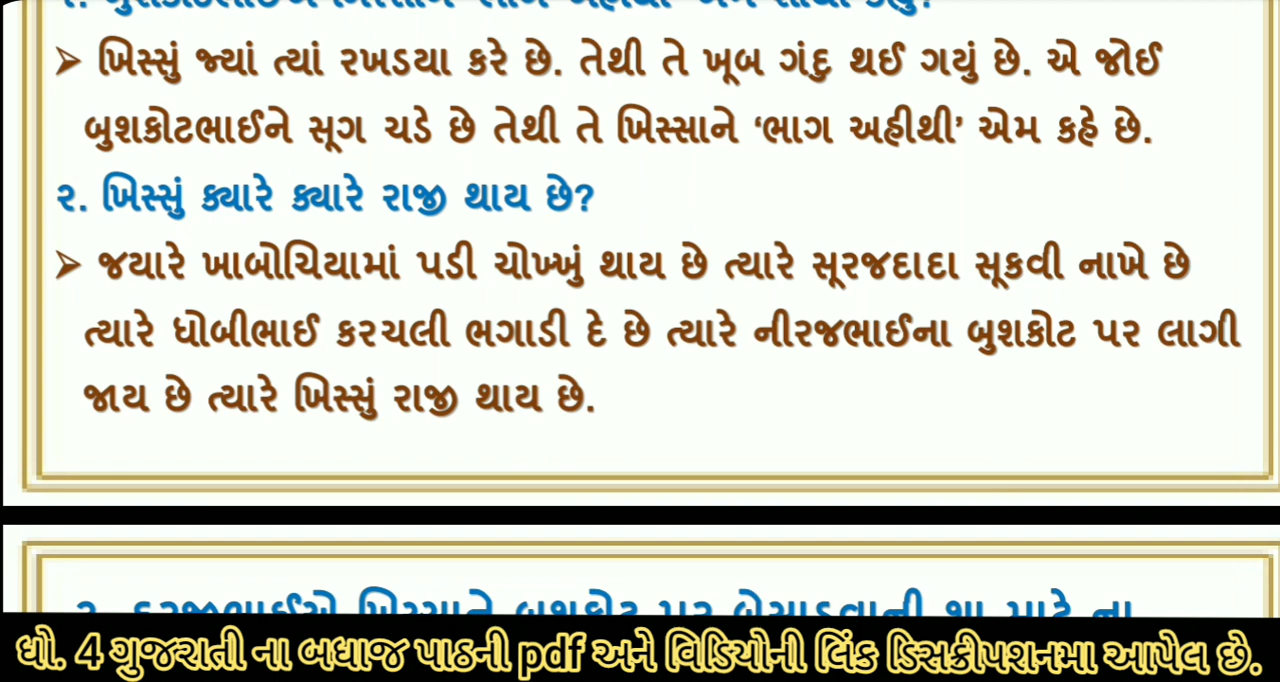 ➢ ખિસ્સું જ્યાં ત્યાં રખડયા કરે છે. તેથી તે ખૂબ ગંદુ થઈ ગયું છે. એ જોઈ
બુશકોટભાઈને સૂગ ચડે છે તેથી તે ખિસ્સાને ‘ભાગ અહીથી’ એમ કહે છે.
૨. ખિસ્સું ક્યારે ક્યારે રાજી થાય છે?
➢ જયારે ખાબોચિયામાં પડી ચોખ્ખું થાય છે ત્યારે સૂરજદાદા સૂકવી નાખે છે
ત્યારે ધોબીભાઈ કરચલી ભગાડી દે છે ત્યારે નીરજભાઈના બુશકોટ પર લાગી
જાય છે ત્યારે ખિસ્સું રાજી થાય છે.
ધો. 4 ગુજરાતી ના બધાજ પાઠની pdf અને વિડિયોની લિંક ડિસક્રીપશનમા આપેલ છે.